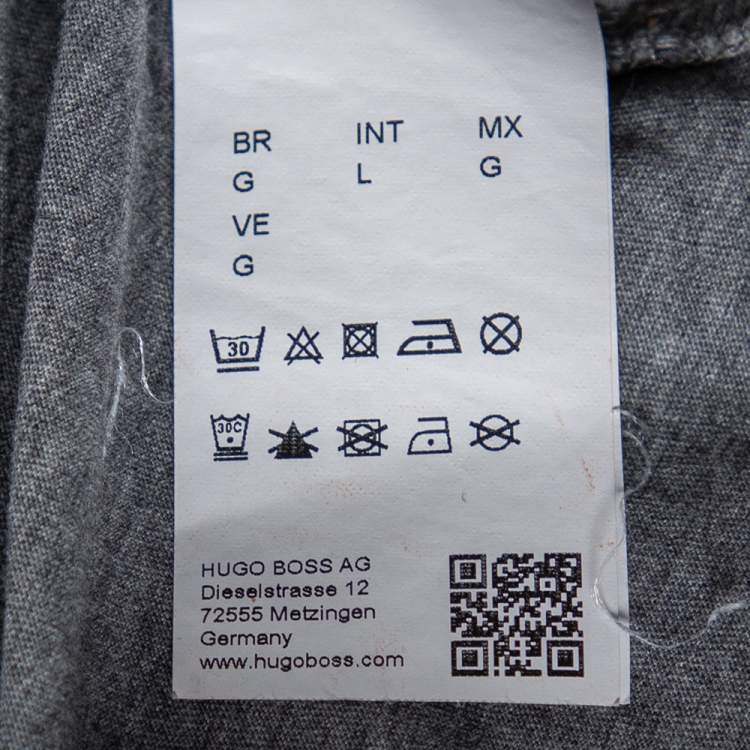 BR INT MX
G L G
VE
G
30
30C
HUGO BOSS AG
Dieselstrasse 12
72555 Metzingen
Germany
www.hugoboss.com